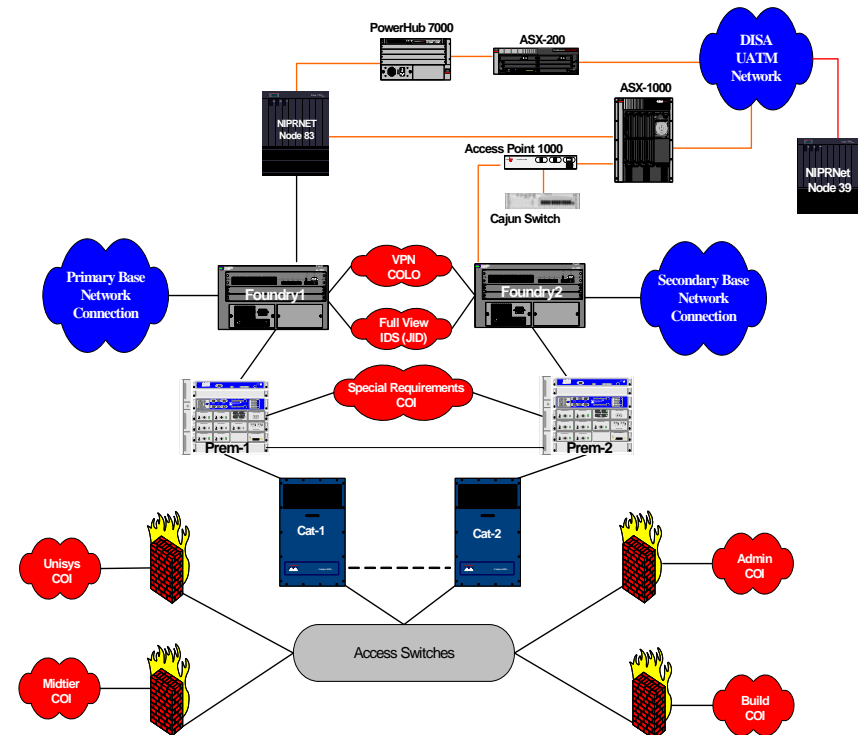 PowerHub 7000
ASX-200
DISA
UATM
Network
ASX-1000
NIPRNET
Node 83
Access Point 1000
NIPRNet
Node 39
Cajun Switch
Primary Base
Network
Connection
Foundry1
VPN
COLO
Foundry2
Secondary Base
Network
Connection
Full View
IDS (JID)
Special Requirements
COI
Prem-1
Prem-2
Cat-1
Cat-2
Unisys
COI
Admin
COI
Access Switches
Midtier
COI
Build
COI